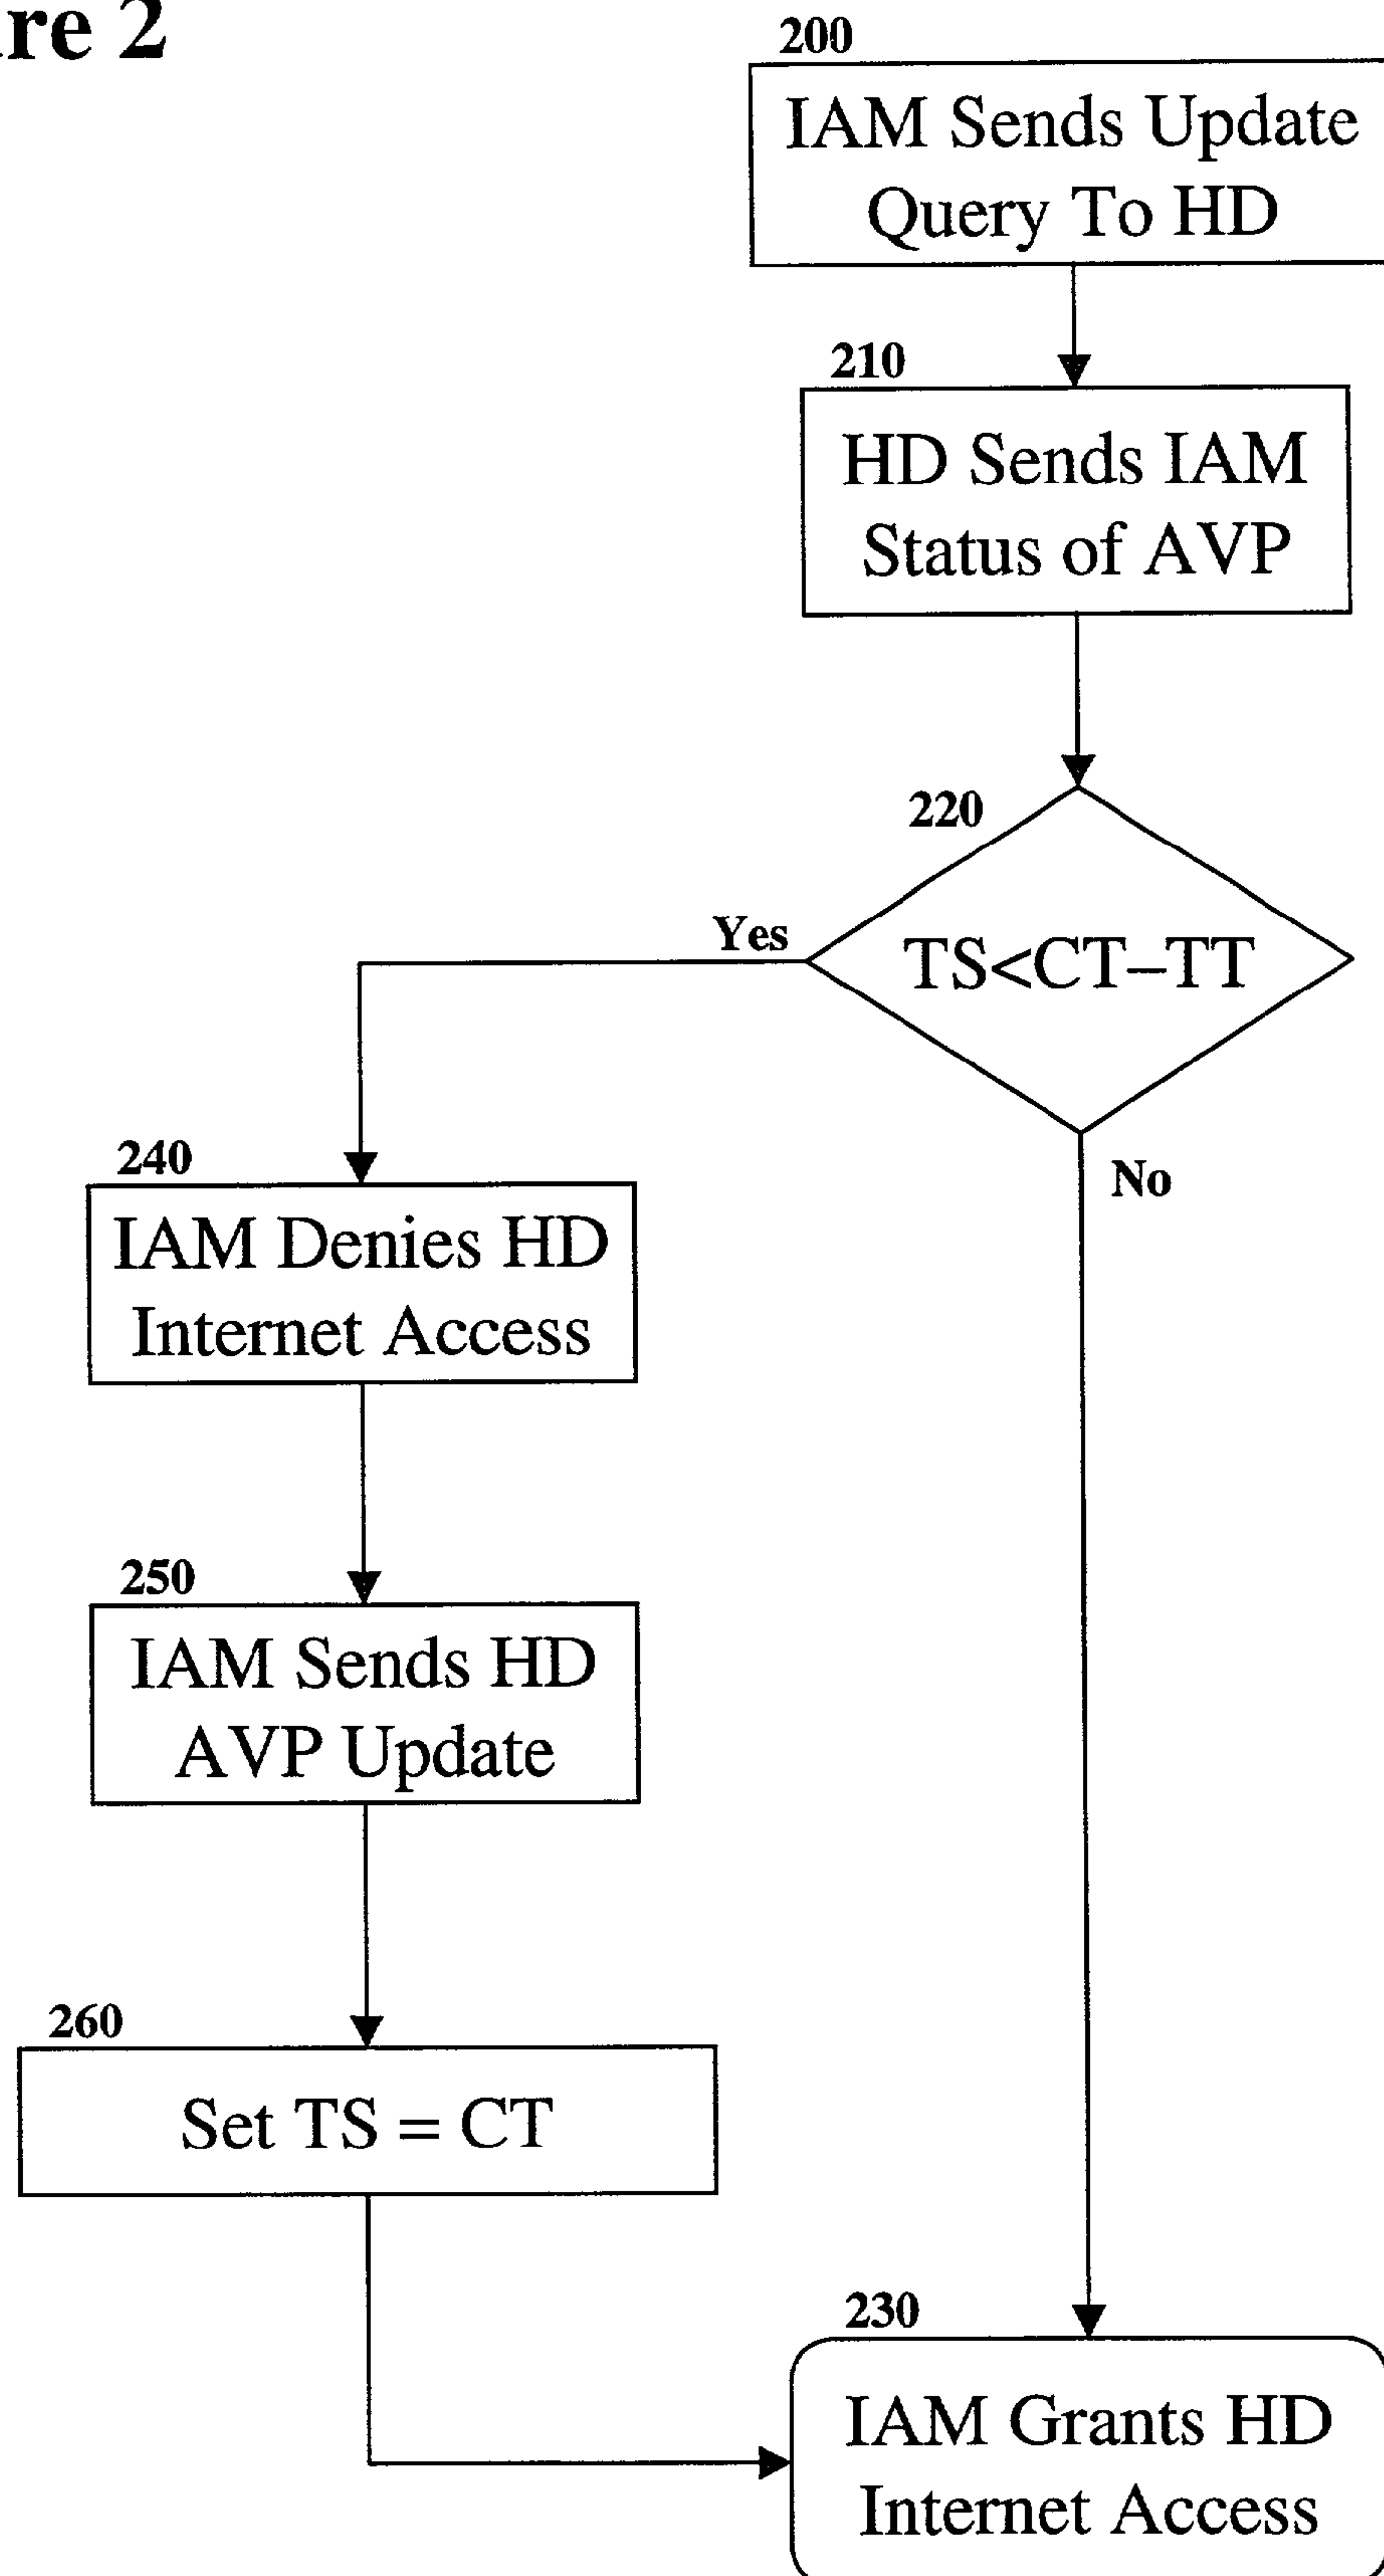 re 2
200
IAM Sends Update
Query To HD
210
HD Sends IAM
Status of AVP
220
TS<CT–TT
Yes
No
240
IAM Denies HD
Internet Access
250
IAM Sends HD
AVP Update
260
Set TS = CT
230
IAM Grants HD
Internet Access